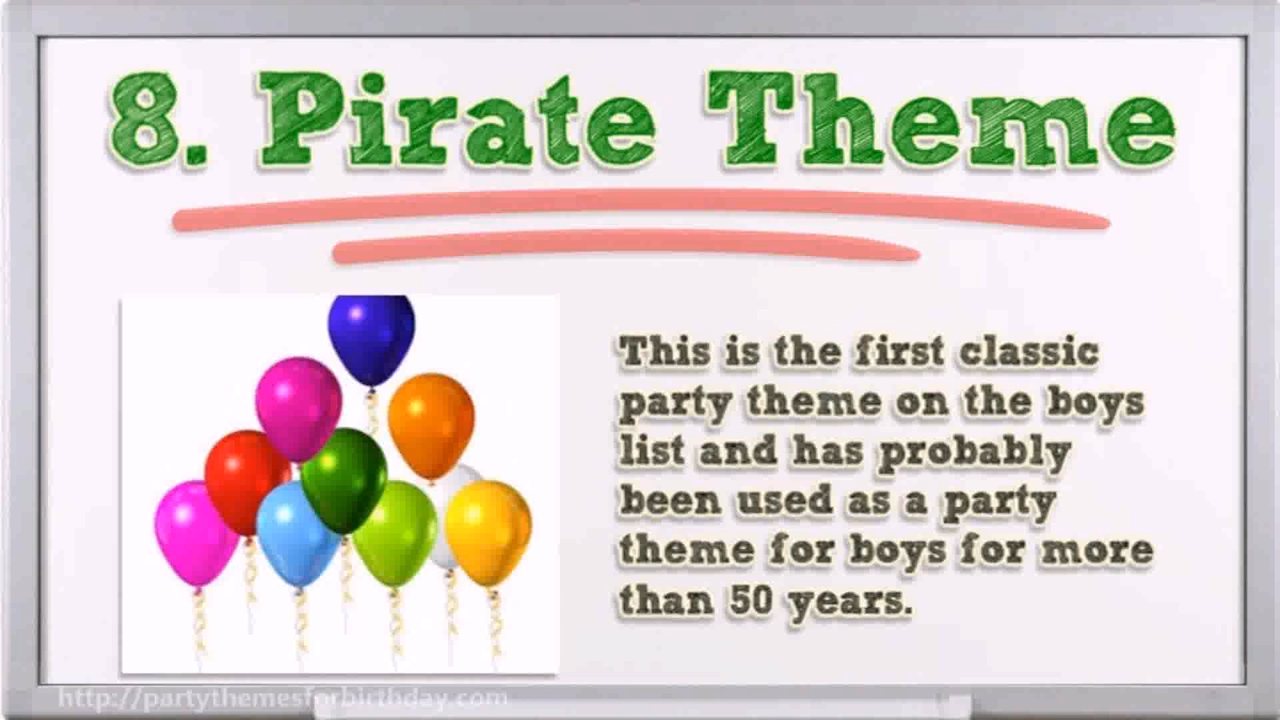 8. Pirate Theme
This is the first classic
party theme on the boys
list and has probably
been used as a party
theme for boys for more
than 50 years.
http://partythemesforbirthday.com